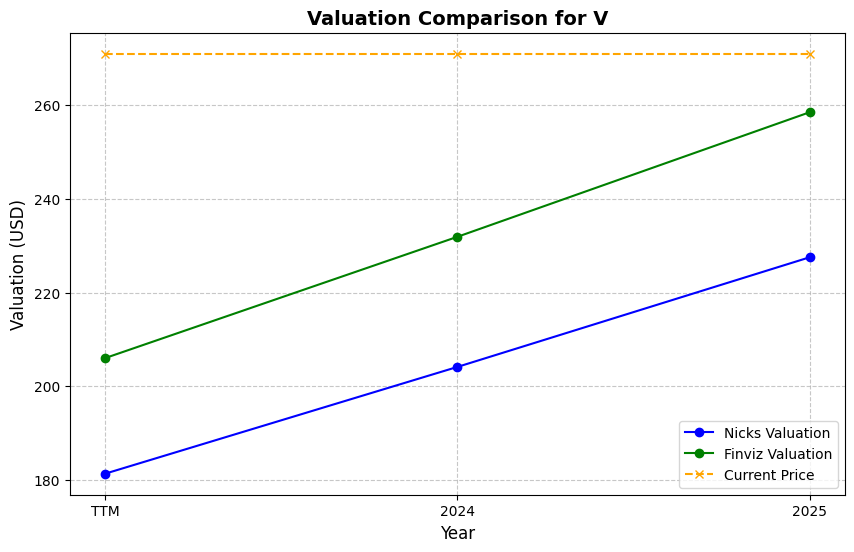 Valuation Comparison for V
Valuation (USD)
260
240
220
200
180
TTM
2024
2025
Year
Nicks Valuation
Finviz Valuation
Current Price